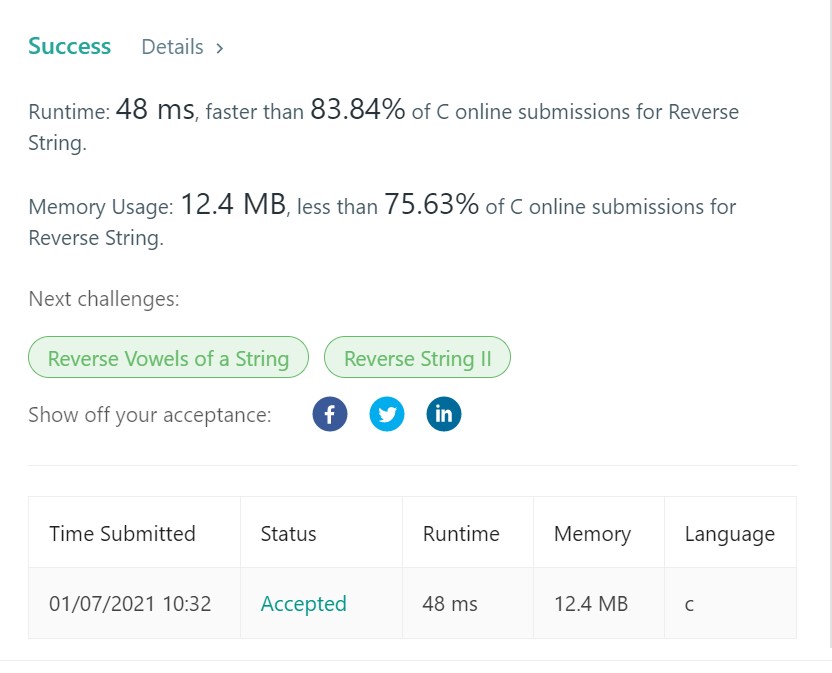 Success Details >
Runtime: 48 ms, faster than 83.84% of C online submissions for Reverse
String.
Memory Usage: 12.4 MB, less than 75.63% of C online submissions for
Reverse String.
Next challenges:
Reverse Vowels of a String Reverse String II
Show off your acceptance: f in
Time Submitted Status Runtime Memory Language
01/07/2021 10:32 Accepted 48 ms 12.4 MB c